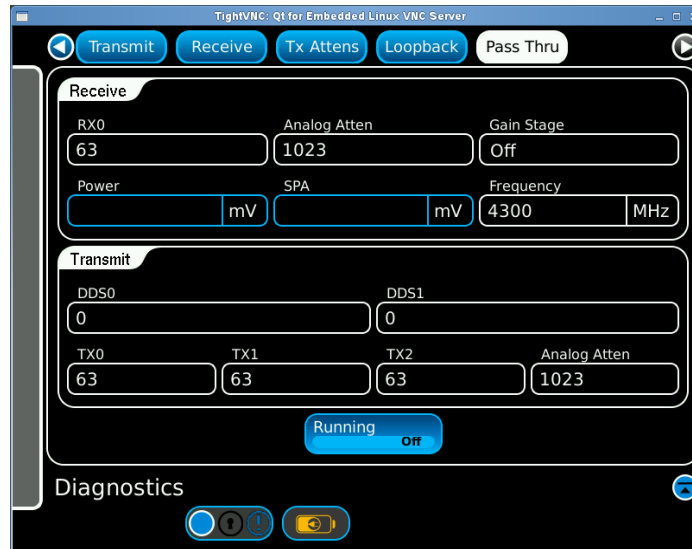 TightVNC: Qt for Embedded Linux VNC Server
Transmit Receive Tx Attens Loopback Pass Thru
Receive
RX0 Analog Atten Gain Stage
63 1023 Off
Power SPA Frequency
mV mV 4300 MHz
Transmit
DDS0 DDS1
0 0
TX0 TX1 TX2 Analog Atten
63 63 63 1023
Running
Off
Diagnostics